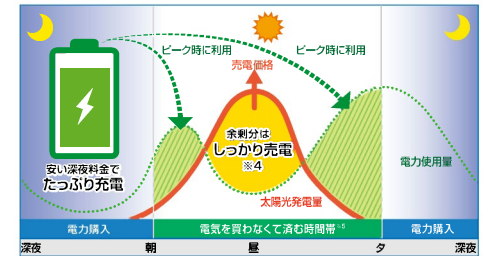 ピーク時に利用
ピーク時に利用
売電価格
余剰分は
しっかり売電
※4
安い深夜料金で
たっぷり充電
電力使用量
太陽光発電量
電力購入
電気を買わなくて済む時間帯※5
電力購入
深夜
朝
昼
夕
深夜